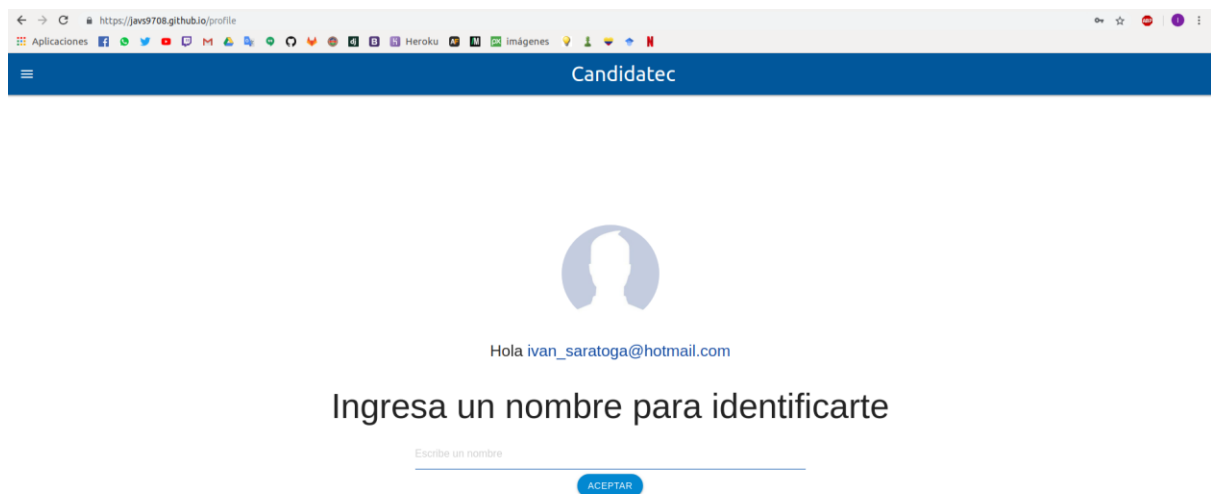 https://javs9708.github.io/profile
Aplicaciones Heroku imágenes
Candidatec
Hola ivan_saratoga@hotmail.com
Ingresa un nombre para identificarte
Escribe un nombre
ACEPTAR